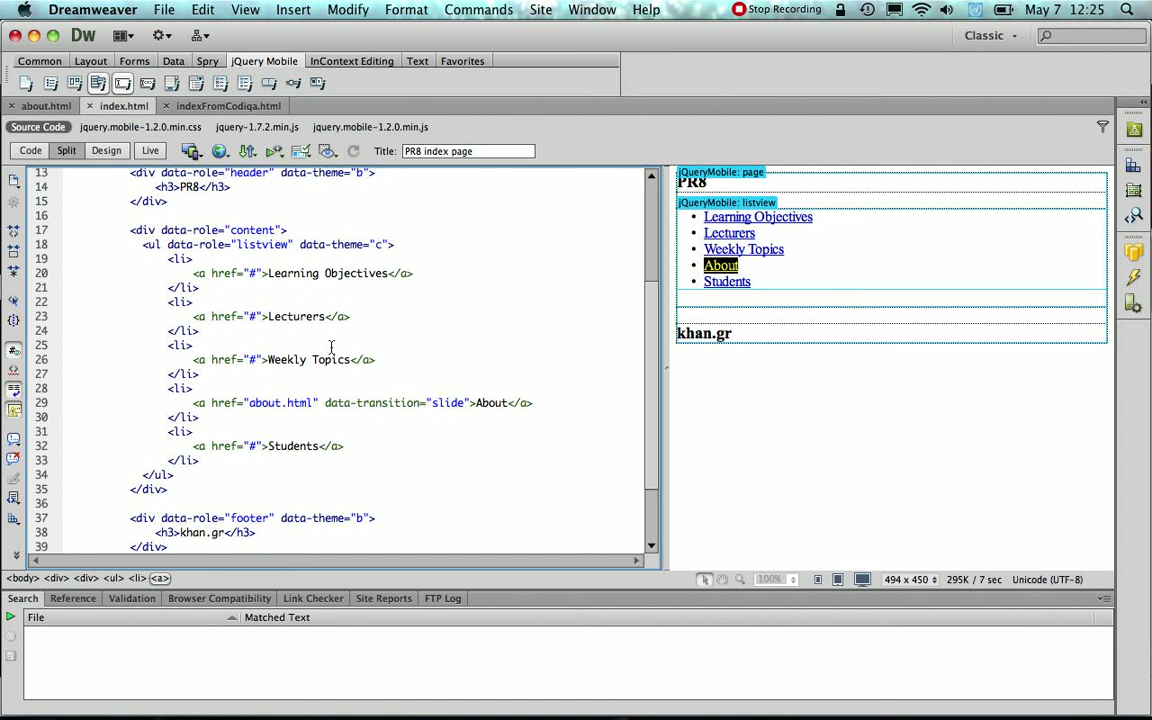 Dreamweaver File Edit View Insert Modify Format Commands Site Window Help Stop Recording May 7 12:25
Dw Classic
Common Layout Forms Data Spry jQuery Mobile InContext Editing Text Favorites
about.html index.html indexFromCodiqa.html
Source Code jquery.mobile-1.2.0.min.css jquery-1.7.2.min.js jquery.mobile-1.2.0.min.js
Code Split Design Live Title: PR8 index page
13 <div data-role="header" data-theme="b">
14 <h3>PR8</h3>
15 </div>
16
17 <div data-role="content">
18 <ul data-role="listview" data-theme="c">
19 <li>
20 <a href="#">Learning Objectives</a>
21 </li>
22 <li>
23 <a href="#">Lecturers</a>
24 </li>
25 <li>
26 <a href="#">Weekly Topics</a>
27 </li>
28 <li>
29 <a href="about.html" data-transition="slide">About</a>
30 </li>
31 <li>
32 <a href="#">Students</a>
33 </li>
34 </ul>
35 </div>
36
37 <div data-role="footer" data-theme="b">
38 <h3>khan.gr</h3>
39 </div>
jQueryMobile: page
PR8
jQueryMobile: listview
• Learning Objectives
• Lecturers
• Weekly Topics
• About
• Students
khan.gr
<body> <div> <div> <ul> <li> <a> 100% 494 x 450 295K / 7 sec Unicode (UTF-8)
Search Reference Validation Browser Compatibility Link Checker Site Reports FTP Log
File Matched Text